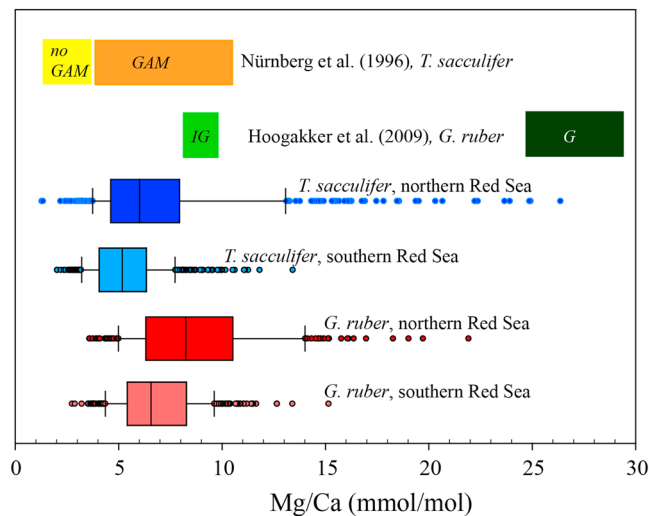 no
GAM
GAM
Nürnberg et al. (1996), T. sacculifer
IG
Hoogakker et al. (2009), G. ruber
G
T. sacculifer, northern Red Sea
T. sacculifer, southern Red Sea
G. ruber, northern Red Sea
G. ruber, southern Red Sea
0 5 10 15 20 25 30
Mg/Ca (mmol/mol)